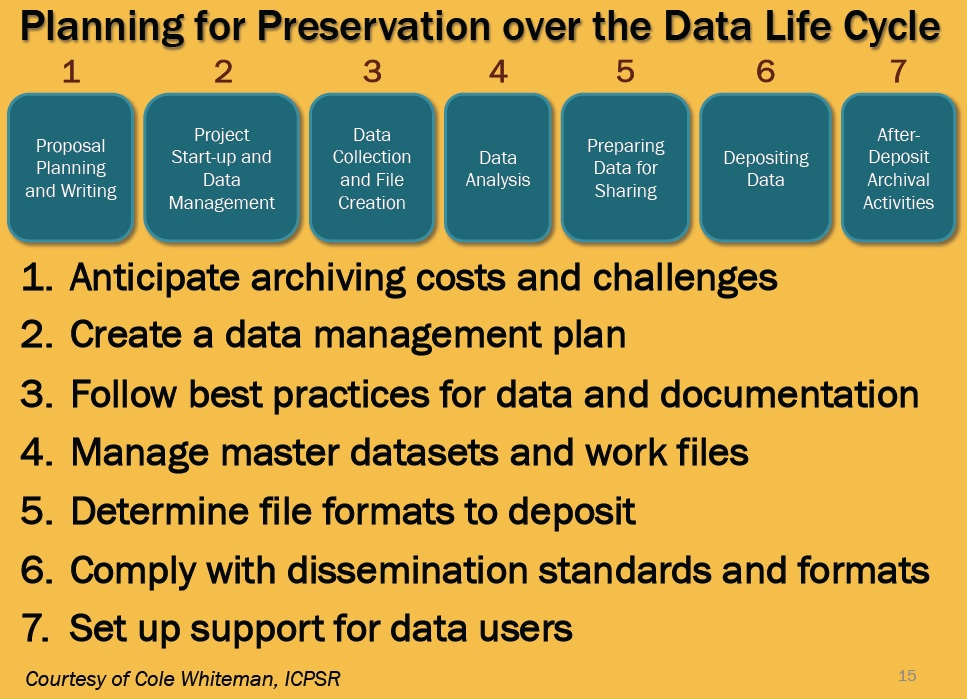 Planning for Preservation over the Data Life Cycle
1 2 3 4 5 6 7
Proposal
Planning
and Writing
Project
Start-up and
Data
Management
Data
Collection
and File
Creation
Data
Analysis
Preparing
Data for
Sharing
Depositing
Data
After-
Deposit
Archival
Activities
1. Anticipate archiving costs and challenges
2. Create a data management plan
3. Follow best practices for data and documentation
4. Manage master datasets and work files
5. Determine file formats to deposit
6. Comply with dissemination standards and formats
7. Set up support for data users
Courtesy of Cole Whiteman, ICPSR
15